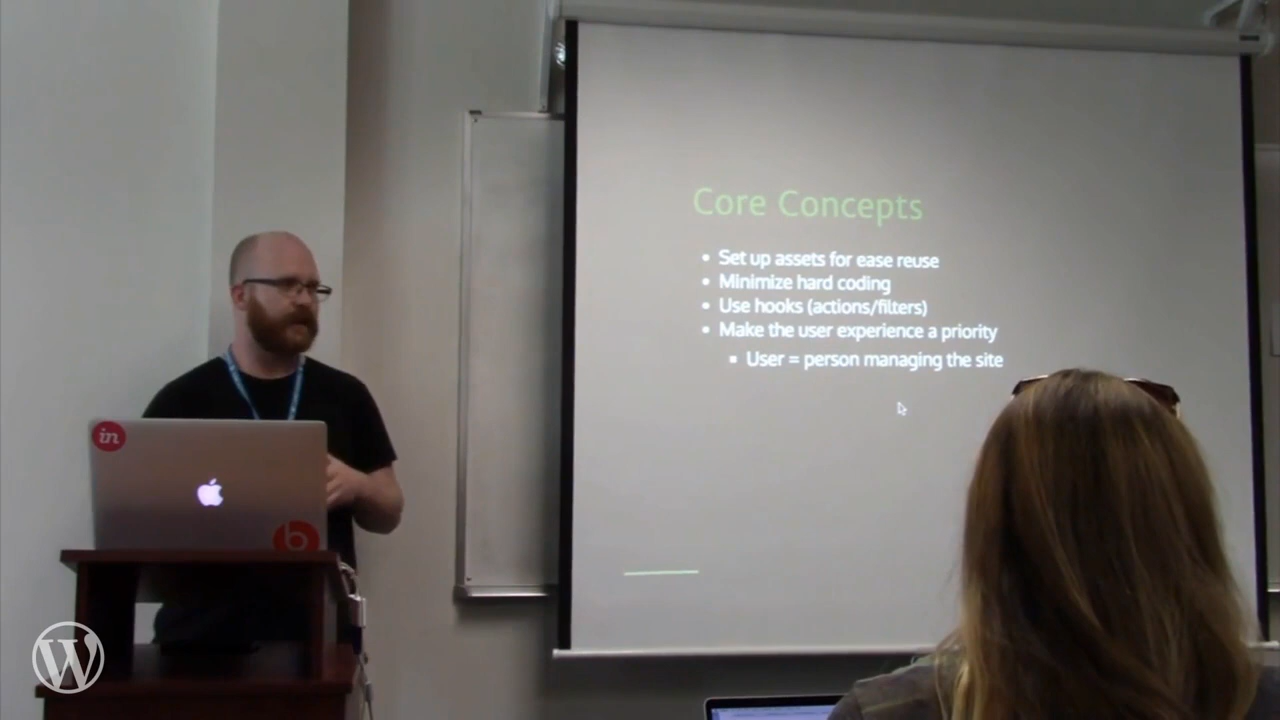 Core Concepts
• Set up assets for ease reuse
• Minimize hard coding
• Use hooks (actions/filters)
• Make the user experience a priority
▪ User = person managing the site
in
b
W